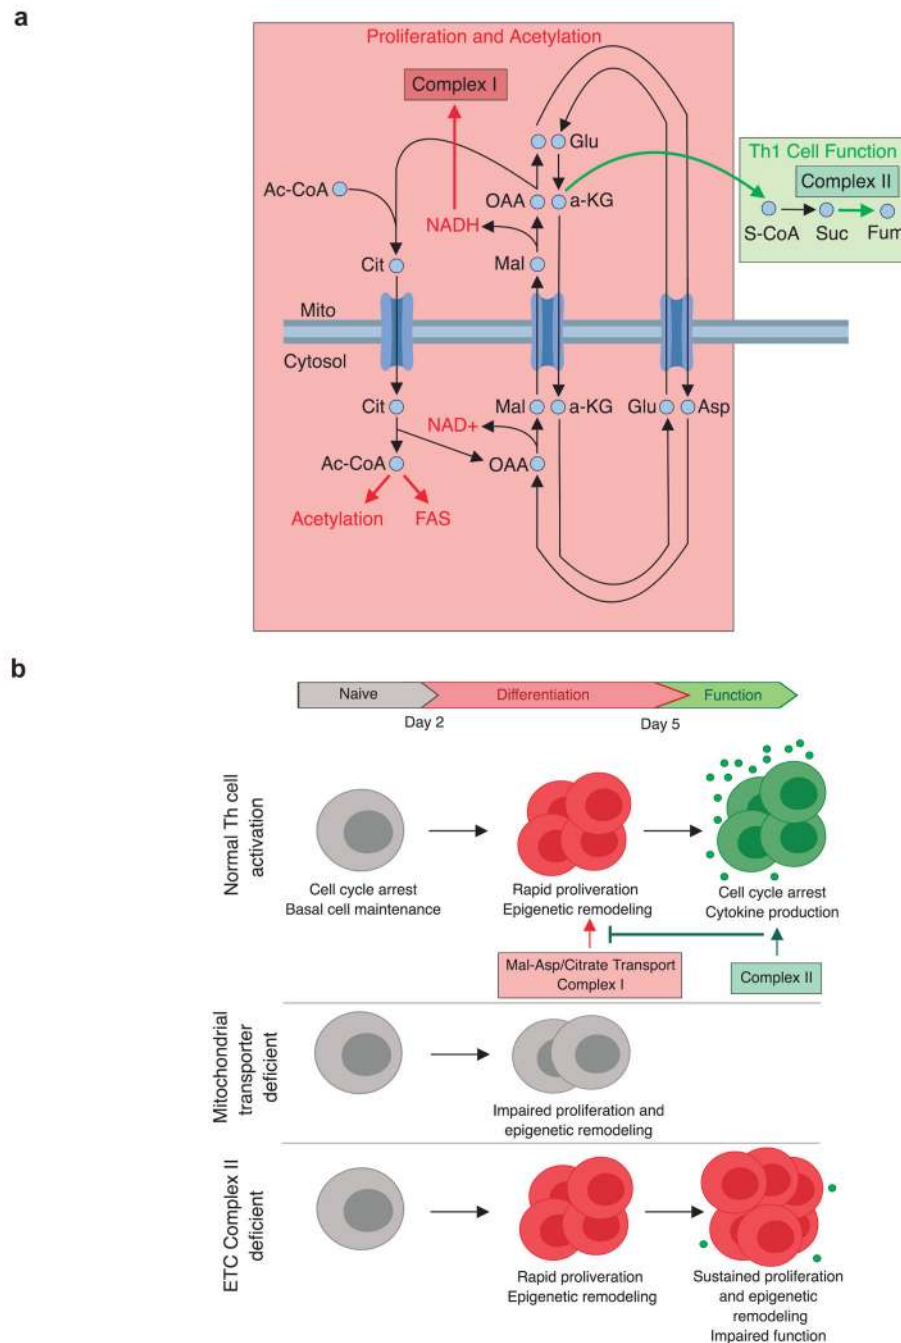 a
Proliferation and Acetylation
Complex I
Glu
Th1 Cell Function
Complex II
Ac-CoA
OAA
a-KG
NADH
S-CoA
Suc
Fum
Cit
Mal
Mito
Cytosol
Cit
Mal
a-KG
Glu
Asp
NAD+
Ac-CoA
OAA
Acetylation
FAS
b
Naive
Differentiation
Function
Day 2
Day 5
Normal Th cell
activation
Cell cycle arrest
Basal cell maintenance
Rapid proliveration
Epigenetic remodeling
Cell cycle arrest
Cytokine production
Mal-Asp/Citrate Transport
Complex I
Complex II
Mitochondrial
transporter
deficient
Impaired proliferation and
epigenetic remodeling
ETC Complex II
deficient
Rapid proliveration
Epigenetic remodeling
Sustained proliferation
and epigenetic
remodeling
Impaired function